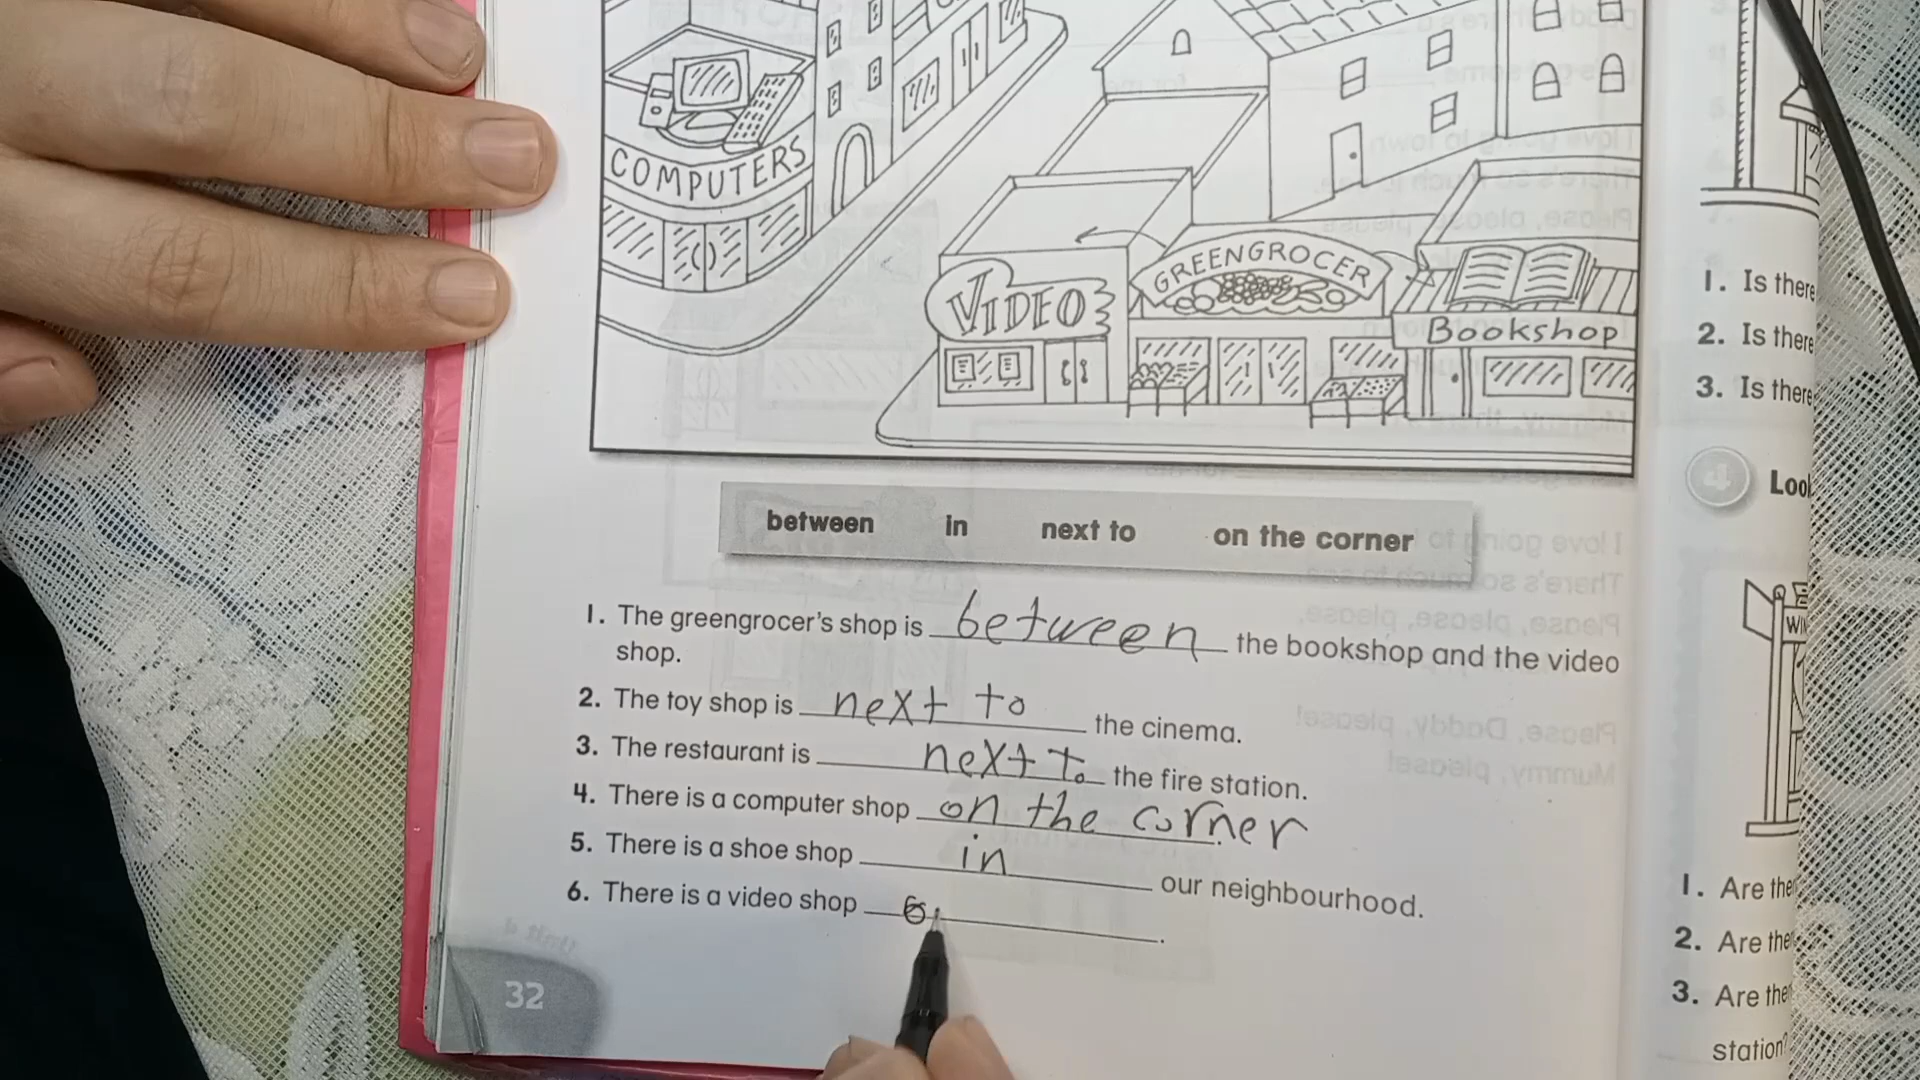 COMPUTERS
GREENGROCER
VIDEO
Bookshop
between in next to on the corner
1. The greengrocer's shop is between the bookshop and the video
shop.
2. The toy shop is next to the cinema.
3. The restaurant is next to the fire station.
4. There is a computer shop on the corner.
5. There is a shoe shop in our neighbourhood.
6. There is a video shop
32
1. Is there
2. Is there
3. Is there
4 Look
1. Are the
2. Are the
3. Are the
station?